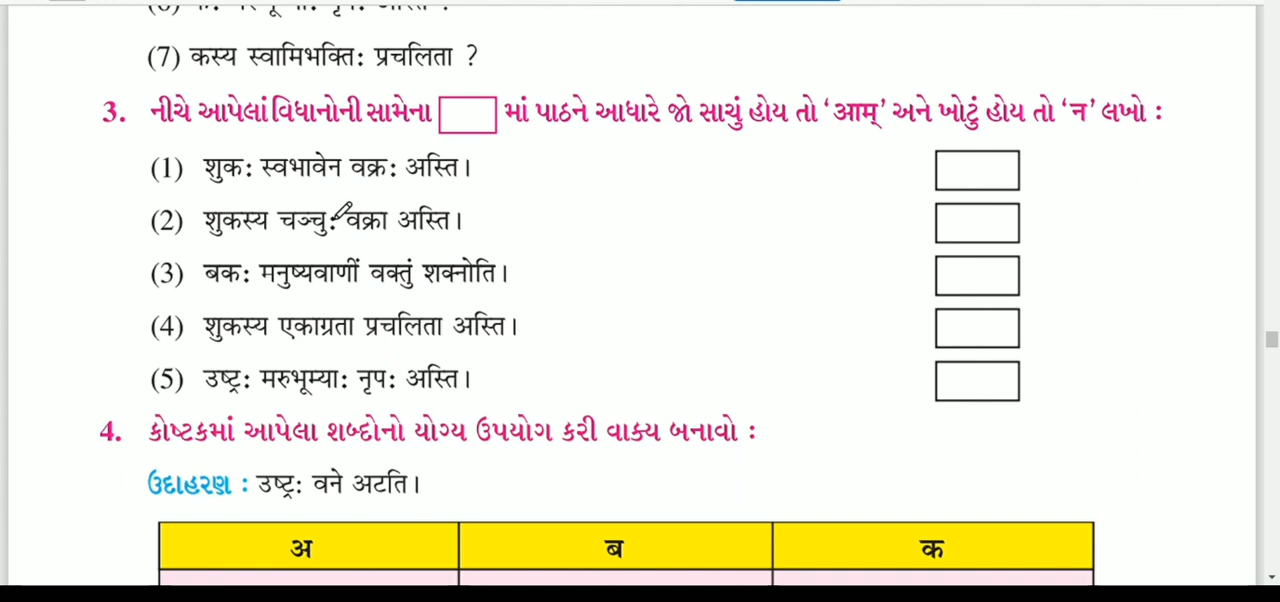 (7) कस्य स्वामिभक्तिः प्रचलिता ?
3. નીચે આપેલાં વિધાનોની સામેના માં પાઠને આધારે જો સાચું હોય તો ‘आम्’ અને ખોટું હોય તો ‘न’ લખો :
(1) शुकः स्वभावेन वक्रः अस्ति।
(2) शुकस्य चञ्चुः वक्रा अस्ति।
(3) बकः मनुष्यवाणीं वक्तुं शक्नोति।
(4) शुकस्य एकाग्रता प्रचलिता अस्ति।
(5) उष्ट्रः मरुभूम्याः नृपः अस्ति।
4. કોષ્ટકમાં આપેલા શબ્દોનો યોગ્ય ઉપયોગ કરી વાક્ય બનાવો :
ઉદાહરણ : उष्ट्रः वने अटति।
अ ब क